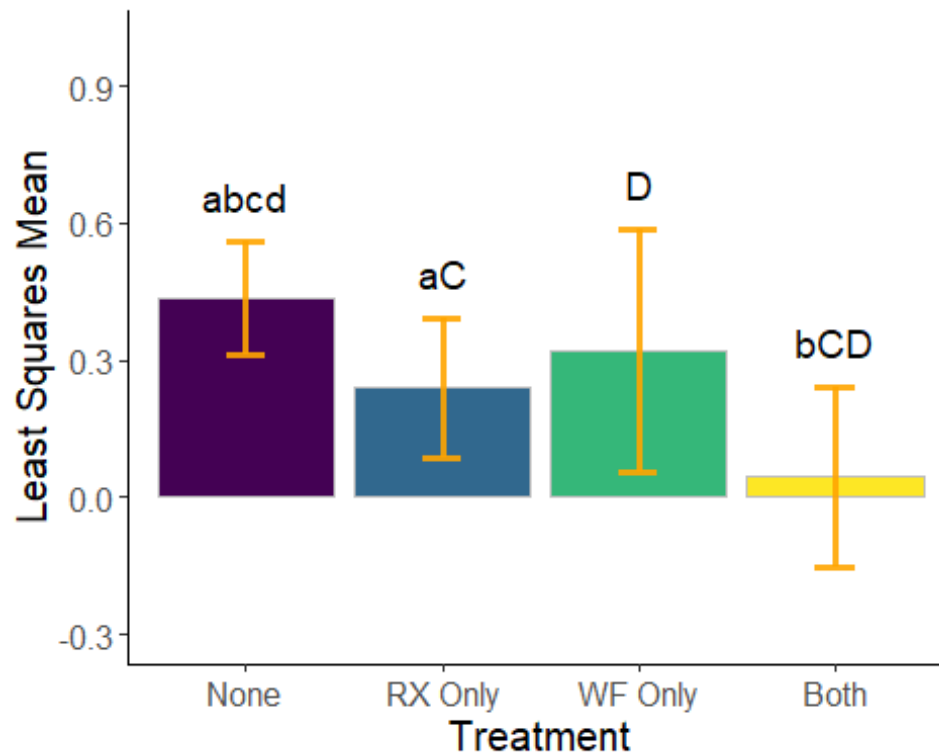 Least Squares Mean
0.9
0.6
0.3
0.0
-0.3
abcd
aC
D
bCD
None
RX Only
WF Only
Both
Treatment